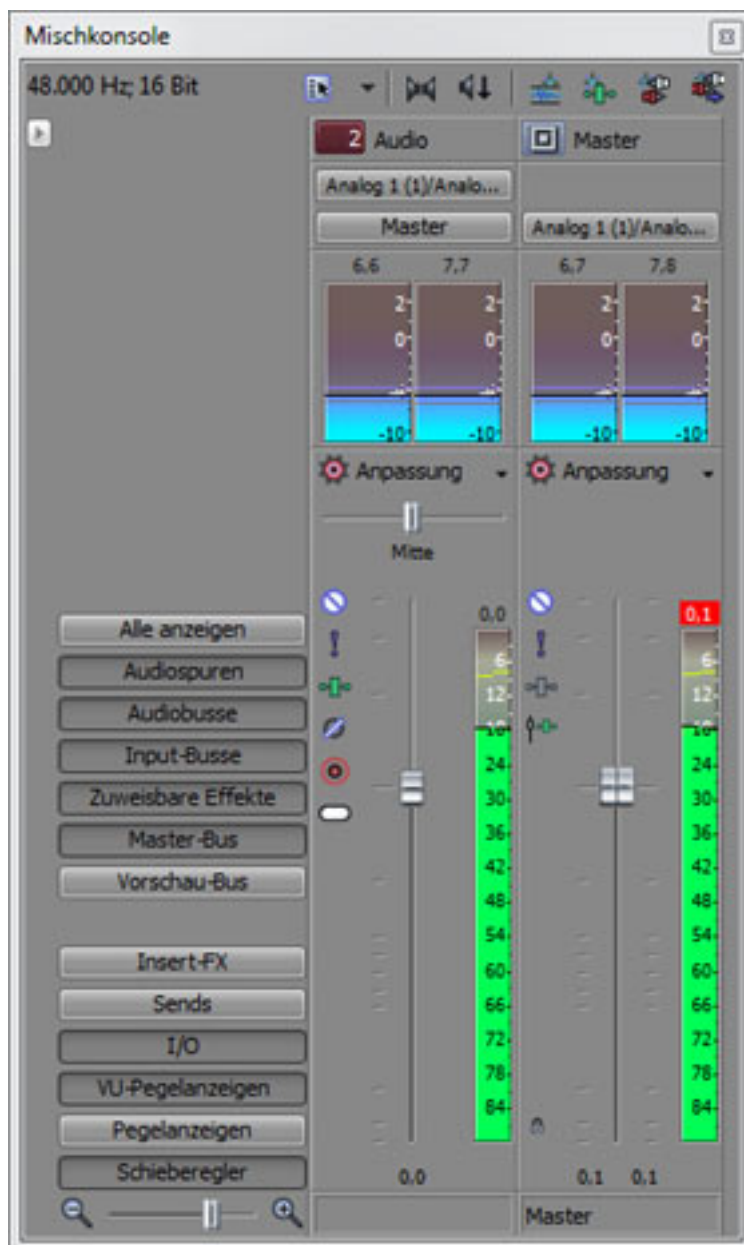 Mischkonsole
48.000 Hz; 16 Bit
2 Audio
Master
Analog 1 (1)/Analo...
Master
Analog 1 (1)/Analo...
6,6 7,7
6,7 7,8
2 2 2 2
0 0 0 0
-10 -10 -10 -10
Anpassung
Anpassung
Mitte
Alle anzeigen
Audiospuren
Audiobusse
Input-Busse
Zuweisbare Effekte
Master-Bus
Vorschau-Bus
Insert-FX
Sends
I/O
VU-Pegelanzeigen
Pegelanzeigen
Schieberegler
0,0
6
12
18
24
30
36
42
48
54
60
66
72
78
84
0,0
0,1
6
12
18
24
30
36
42
48
54
60
66
72
78
84
0,1 0,1
Master